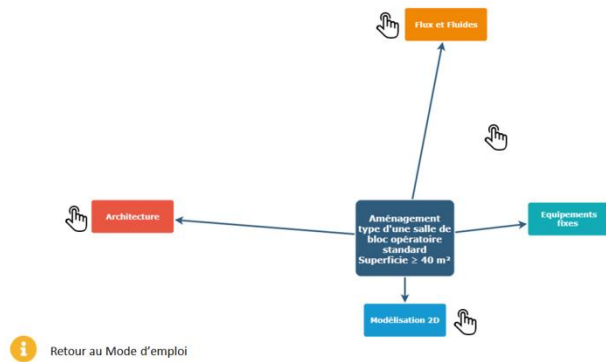 Flux et Fluides
Architecture
Aménagement
type d'une salle de
bloc opératoire
standard
Superficie ≥ 40 m²
Equipements
fixes
Modélisation 2D
i
Retour au Mode d'emploi